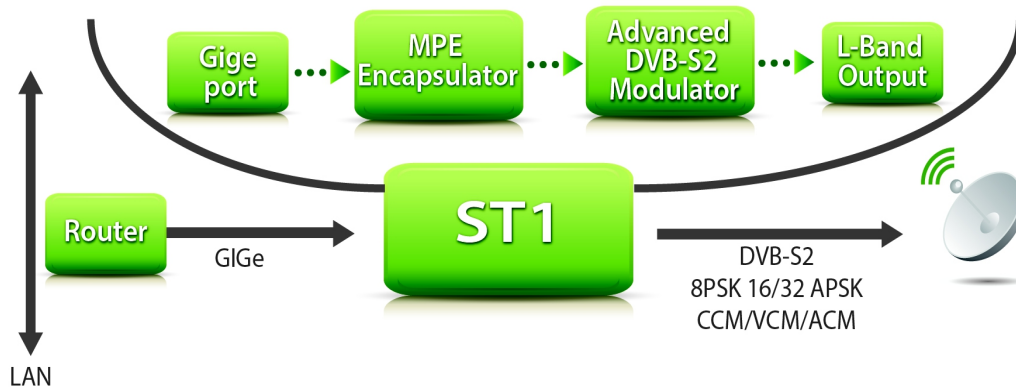 Gige
port
MPE
Encapsulator
Advanced
DVB-S2
Modulator
L-Band
Output
Router
GIGe
ST1
DVB-S2
8PSK 16/32 APSK
CCM/VCM/ACM
LAN